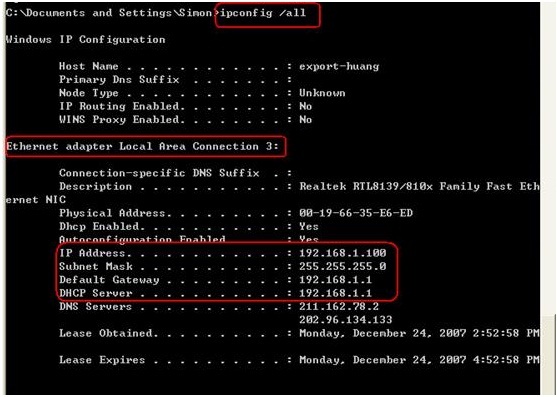 C:\Documents and Settings\Simon>ipconfig /all
Windows IP Configuration
Host Name . . . . . . . . . . . . : export-huang
Primary Dns Suffix  . . . . . . . :
Node Type . . . . . . . . . . . . : Unknown
IP Routing Enabled. . . . . . . . : No
WINS Proxy Enabled. . . . . . . . : No
Ethernet adapter Local Area Connection 3:
Connection-specific DNS Suffix  . :
Description . . . . . . . . . . . : Realtek RTL8139/810x Family Fast Eth
ernet NIC
Physical Address. . . . . . . . . : 00-19-66-35-E6-ED
Dhcp Enabled. . . . . . . . . . . : Yes
Autoconfiguration Enabled . . . . : Yes
IP Address. . . . . . . . . . . . : 192.168.1.100
Subnet Mask . . . . . . . . . . . : 255.255.255.0
Default Gateway . . . . . . . . . : 192.168.1.1
DHCP Server . . . . . . . . . . . : 192.168.1.1
DNS Servers . . . . . . . . . . . : 211.162.78.2
202.96.134.133
Lease Obtained. . . . . . . . . . : Monday, December 24, 2007 2:52:58 PM
Lease Expires . . . . . . . . . . : Monday, December 24, 2007 4:52:58 PM